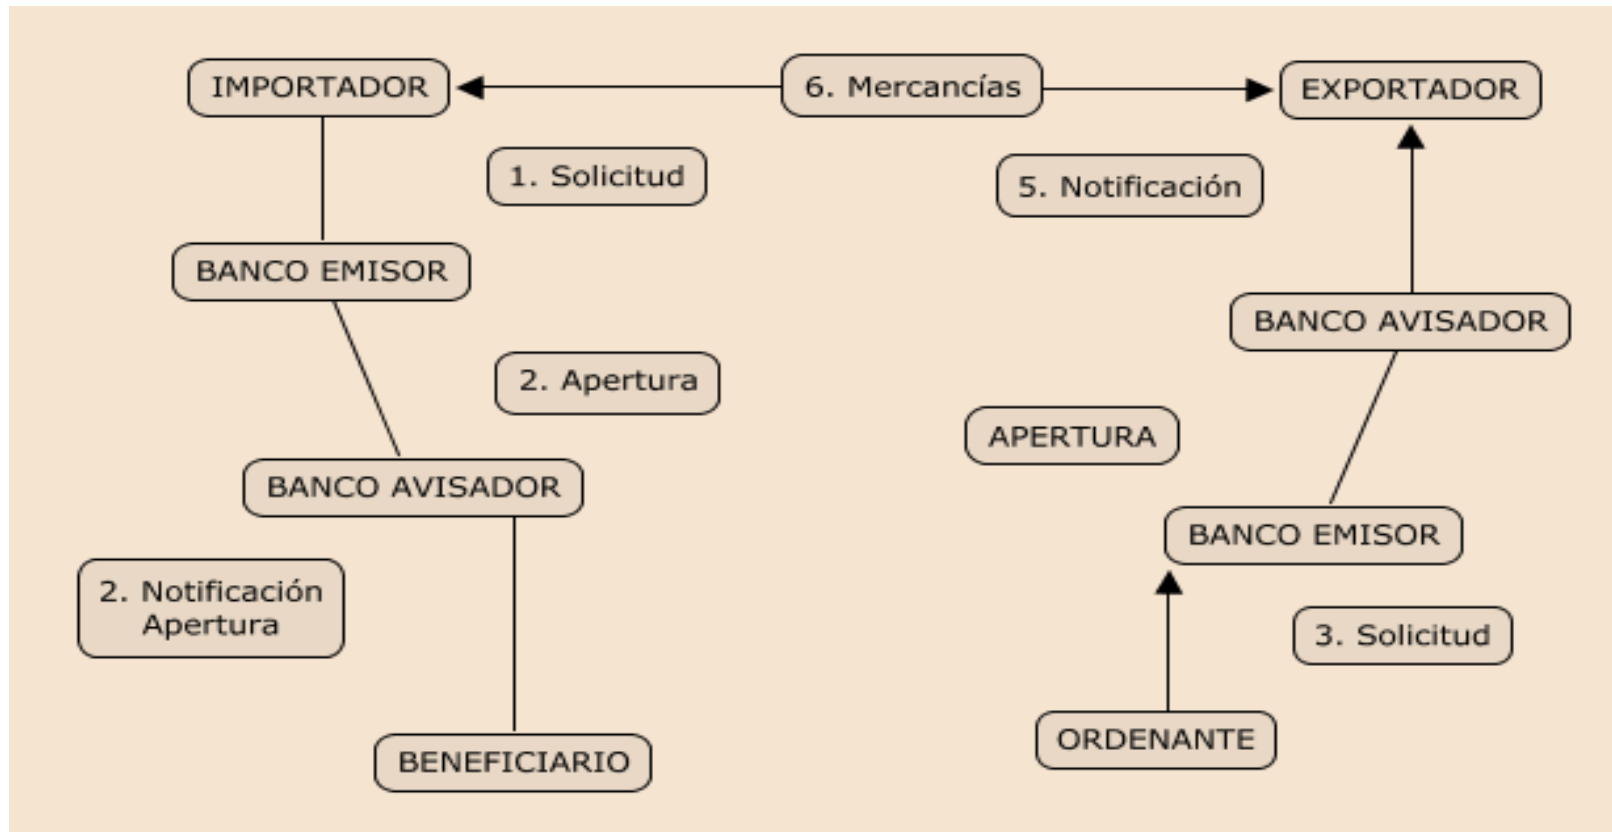 IMPORTADOR
6. Mercancías
EXPORTADOR
1. Solicitud
5. Notificación
BANCO EMISOR
BANCO AVISADOR
2. Apertura
APERTURA
BANCO AVISADOR
BANCO EMISOR
2. Notificación
Apertura
3. Solicitud
ORDENANTE
BENEFICIARIO